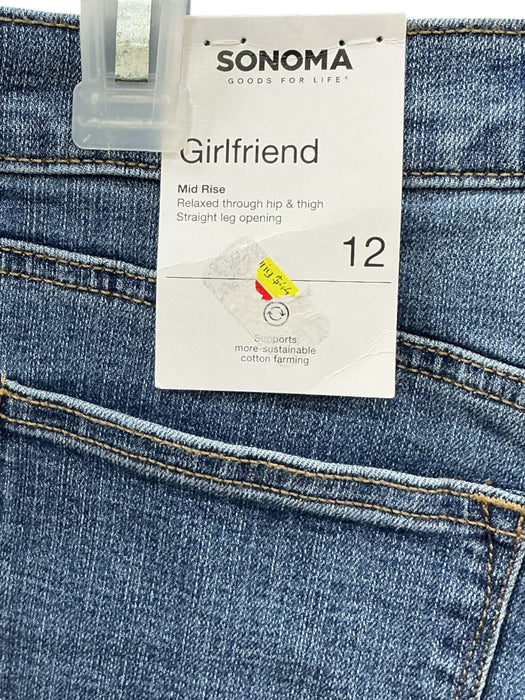 SONOMA
GOODS FOR LIFE®
Girlfriend
Mid Rise
Relaxed through hip & thigh
Straight leg opening
12
Supports
more-sustainable
cotton farming